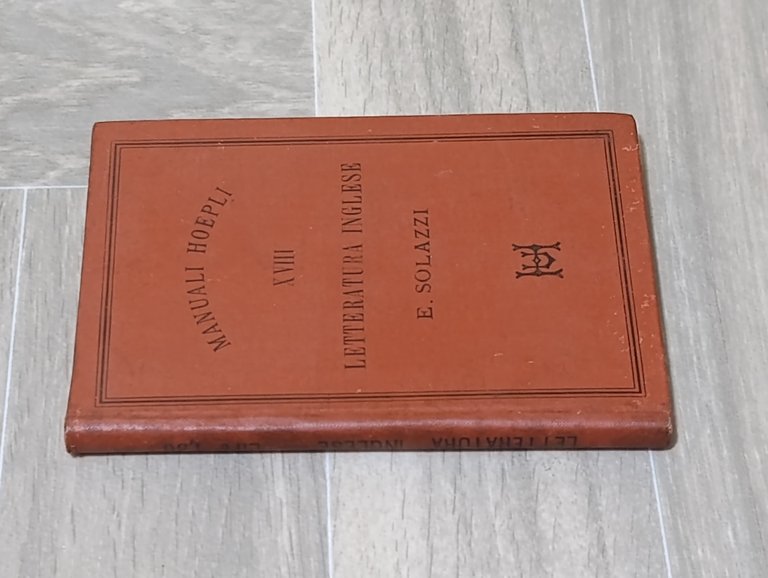 MANUALI HOEPLI
XVIII
LETTERATURA INGLESE
E. SOLAZZI
LETTERATURA INGLESE